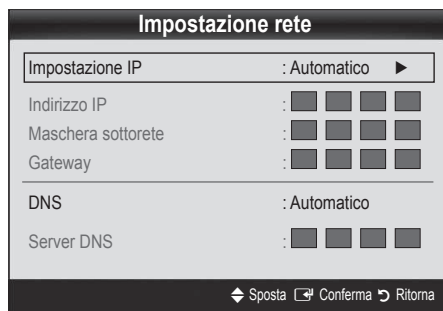 Impostazione rete
Impostazione IP : Automatico ►
Indirizzo IP :
Maschera sottorete :
Gateway :
DNS : Automatico
Server DNS :
Sposta Conferma Ritorna